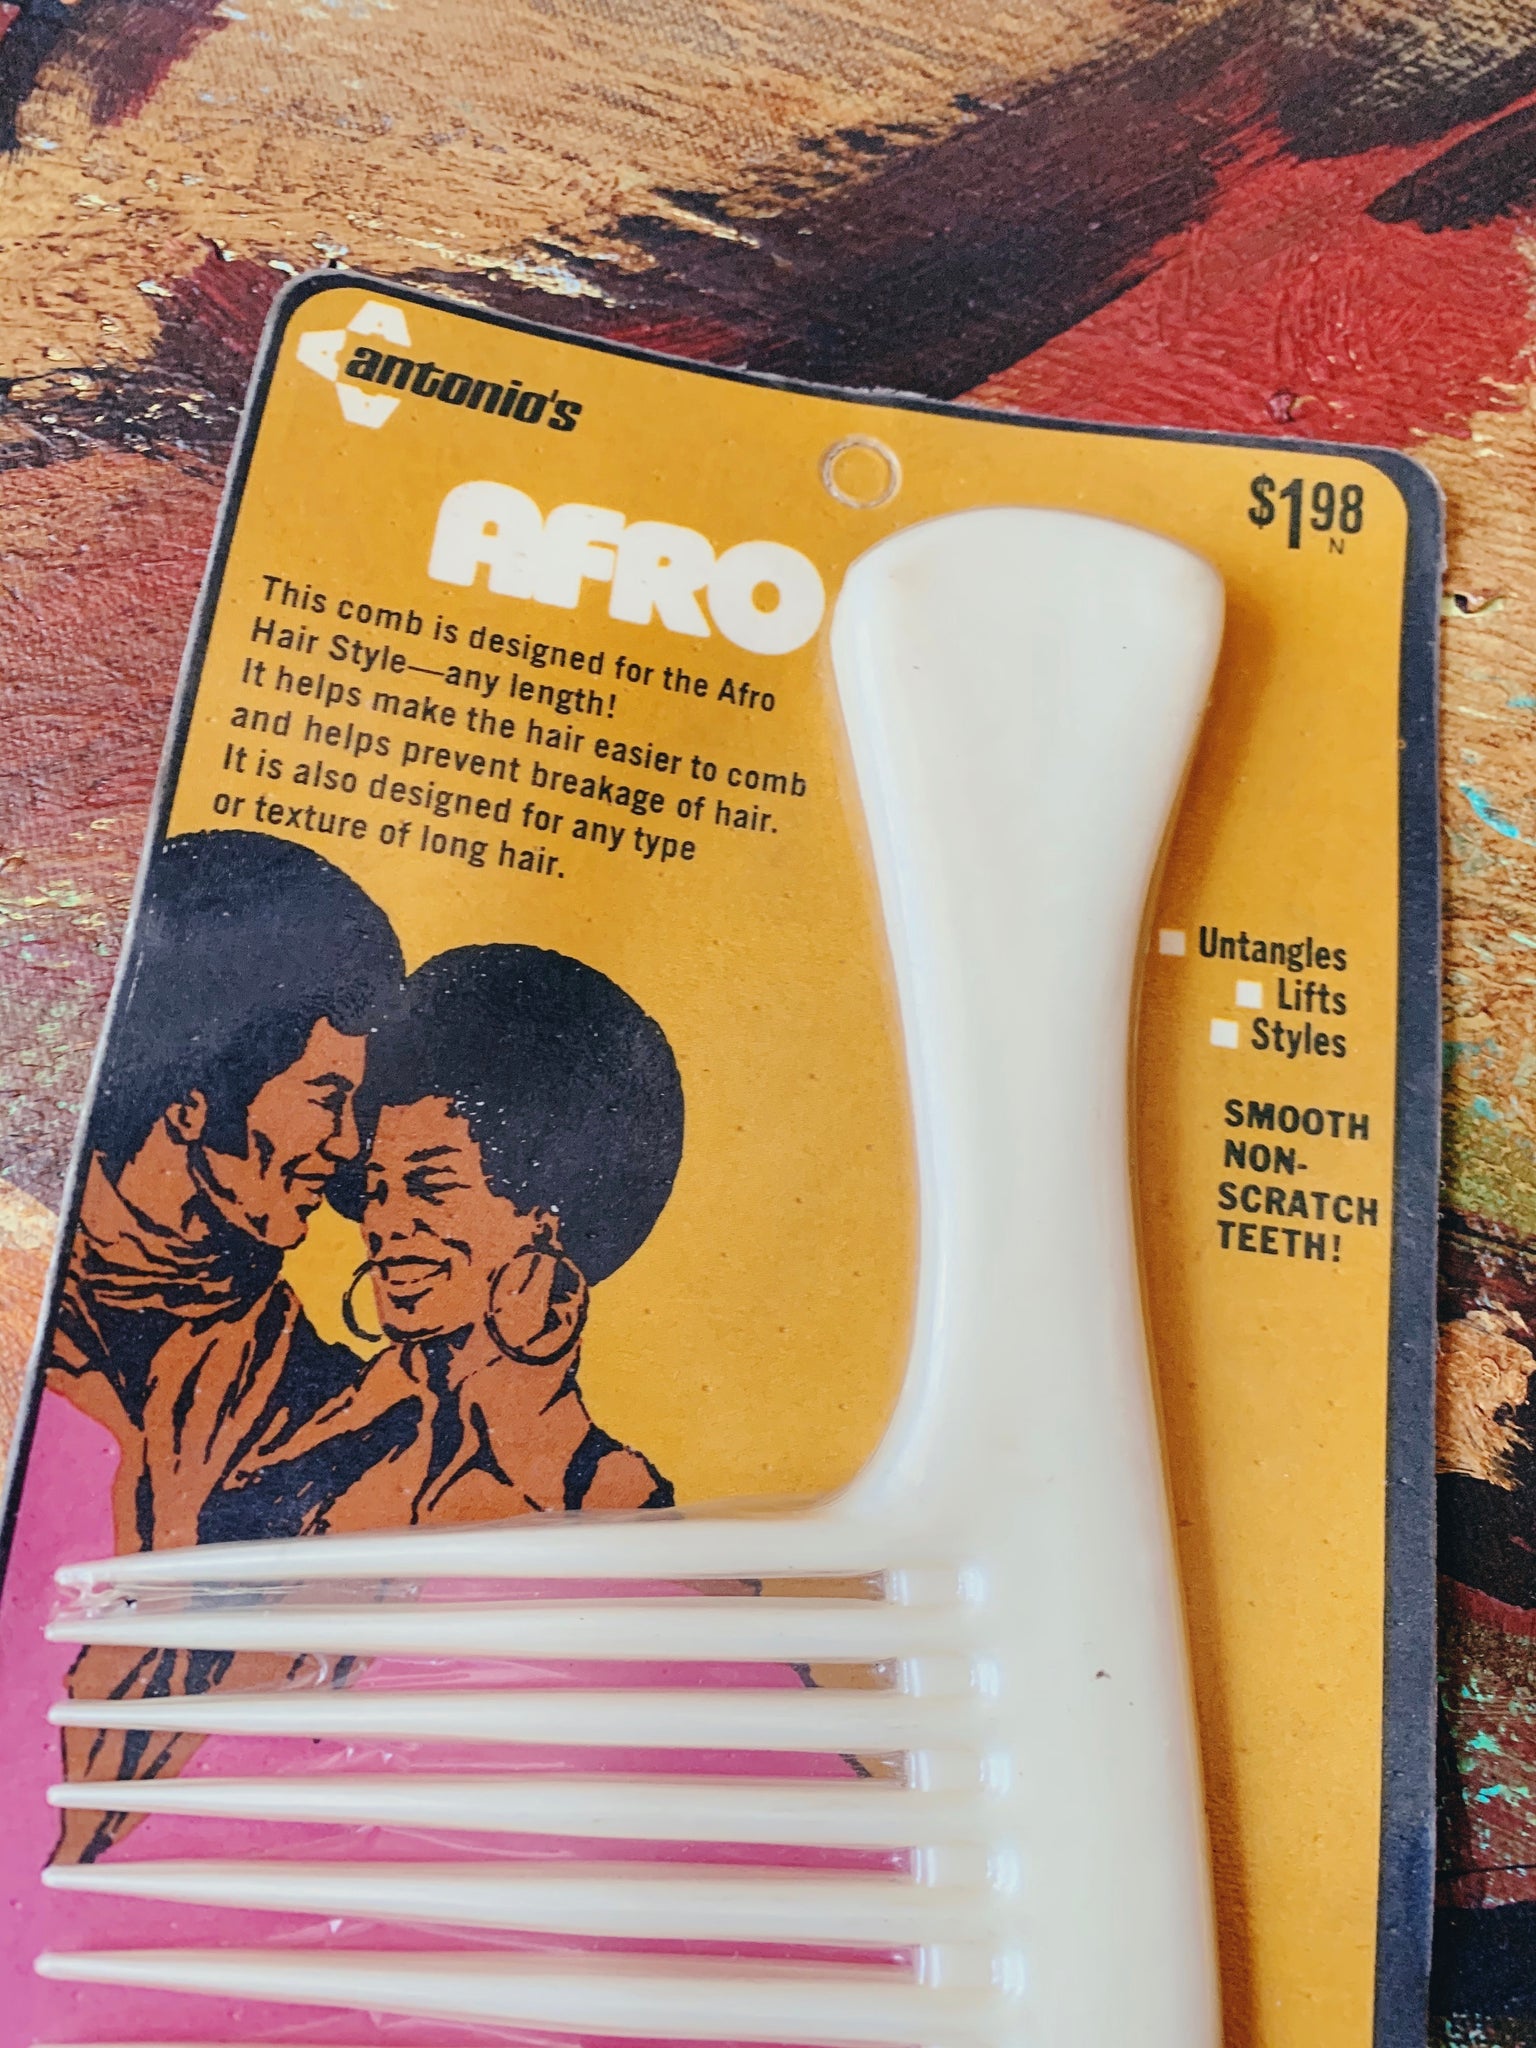 antonio's
AFRO
$1.98
N
This comb is designed for the Afro
Hair Style—any length!
It helps make the hair easier to comb
and helps prevent breakage of hair.
It is also designed for any type
or texture of long hair.
Untangles
Lifts
Styles
SMOOTH
NON-
SCRATCH
TEETH!